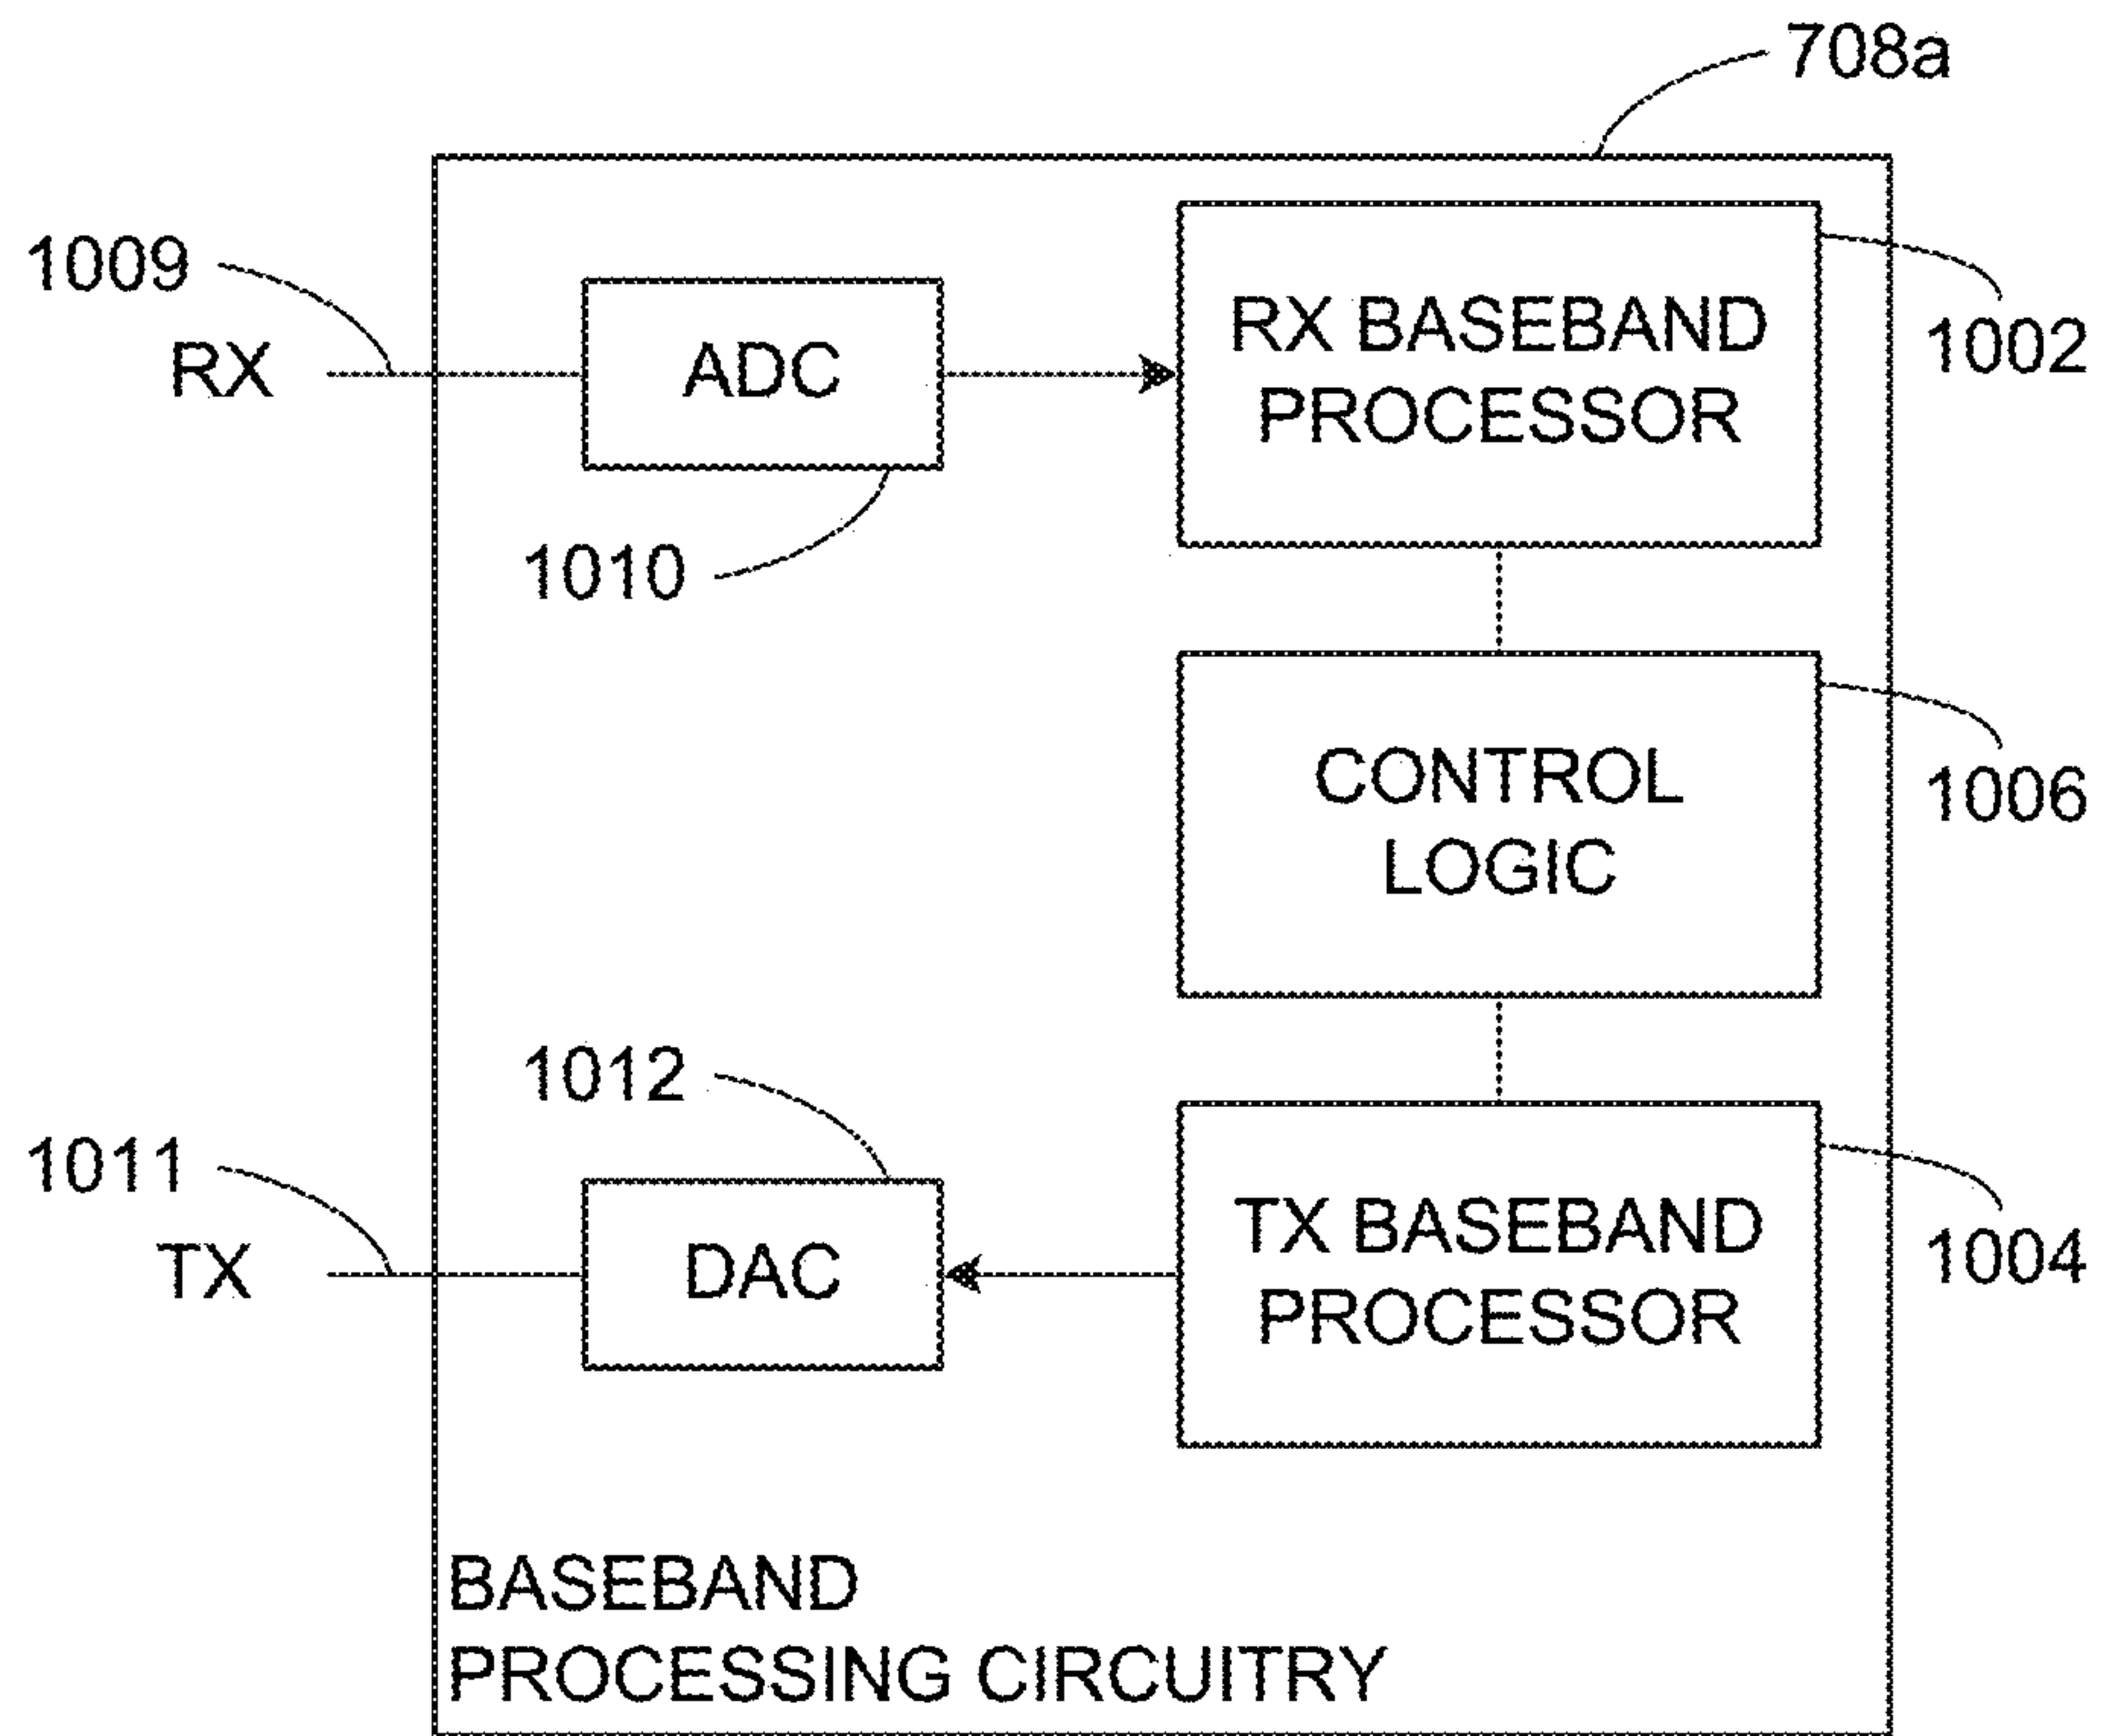 708a
1009
RX
ADC
1010
RX BASEBAND
PROCESSOR
1002
CONTROL
LOGIC
1006
1012
1011
TX
DAC
TX BASEBAND
PROCESSOR
1004
BASEBAND
PROCESSING CIRCUITRY